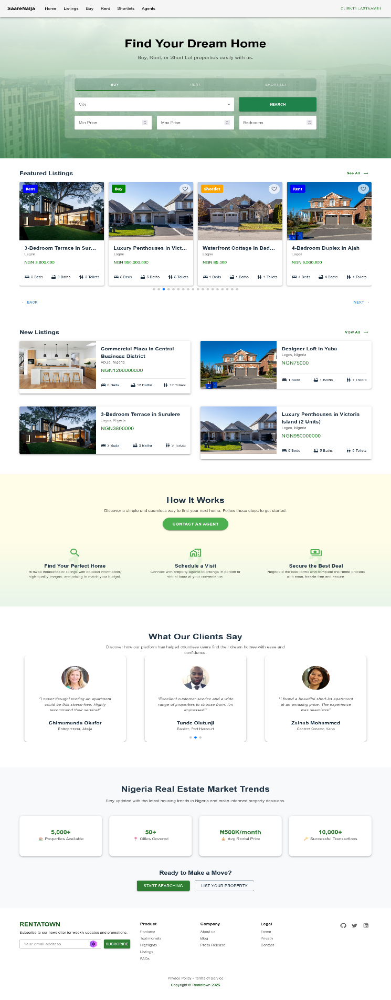 SaareNaija Home Listings Buy Rent Shortlets Agents CLIENT1 LASTNAME1
Find Your Dream Home
Buy, Rent, or Short Let properties easily with us.
BUY RENT SHORT LET
City SEARCH
Min Price Max Price Bedrooms
Featured Listings See All →
Rent Buy Shortlet Rent
3-Bedroom Terrace in Sur... Luxury Penthouses in Vict... Waterfront Cottage in Bad... 4-Bedroom Duplex in Ajah
Lagos Lagos Lagos Lagos
NGN 3,800,000 NGN 950,000,000 NGN 85,000 NGN 6,500,000
3 Beds 3 Baths 3 Toilets 5 Beds 5 Baths 5 Toilets 1 Beds 1 Baths 1 Toilets 4 Beds 4 Baths 4 Toilets
← BACK NEXT →
New Listings View All →
Commercial Plaza in Central
Business District
Abuja, Nigeria
NGN1200000000
0 Beds 12 Baths 12 Toilets
Designer Loft in Yaba
Lagos, Nigeria
NGN75000
1 Beds 1 Baths 1 Toilets
3-Bedroom Terrace in Surulere
Lagos, Nigeria
NGN3800000
3 Beds 3 Baths 3 Toilets
Luxury Penthouses in Victoria
Island (2 Units)
Lagos, Nigeria
NGN950000000
5 Beds 5 Baths 5 Toilets
How It Works
Discover a simple and seamless way to find your next home. Follow these steps to get started.
CONTACT AN AGENT
Find Your Perfect Home
Browse thousands of listings with detailed information,
high-quality images, and pricing to match your budget.
Schedule a Visit
Connect with property agents to arrange in-person or
virtual tours at your convenience.
Secure the Best Deal
Negotiate the best terms and complete the rental process
with ease, hassle-free and secure.
What Our Clients Say
Discover how our platform has helped countless users find their dream homes with ease and
confidence.
"I never thought renting an apartment
could be this stress-free. Highly
recommend their service!"
Chimamanda Okafor
Entrepreneur, Abuja
"Excellent customer service and a wide
range of properties to choose from. I'm
impressed!"
Tunde Olatunji
Banker, Port Harcourt
"I found a beautiful short-let apartment
at an amazing price. The experience
was seamless!"
Zainab Mohammed
Content Creator, Kano
Nigeria Real Estate Market Trends
Stay updated with the latest housing trends in Nigeria and make informed property decisions.
5,000+ 50+ ₦500K/month 10,000+
Properties Available Cities Covered Avg Rental Price Successful Transactions
Ready to Make a Move?
START SEARCHING LIST YOUR PROPERTY
RENTATOWN
Subscribe to our newsletter for weekly updates and promotions.
Your email address SUBSCRIBE
Product
Features
Testimonials
Highlights
Listings
FAQs
Company
About us
Blog
Press Release
Legal
Terms
Privacy
Contact
Privacy Policy • Terms of Service
Copyright © Rentatown 2025